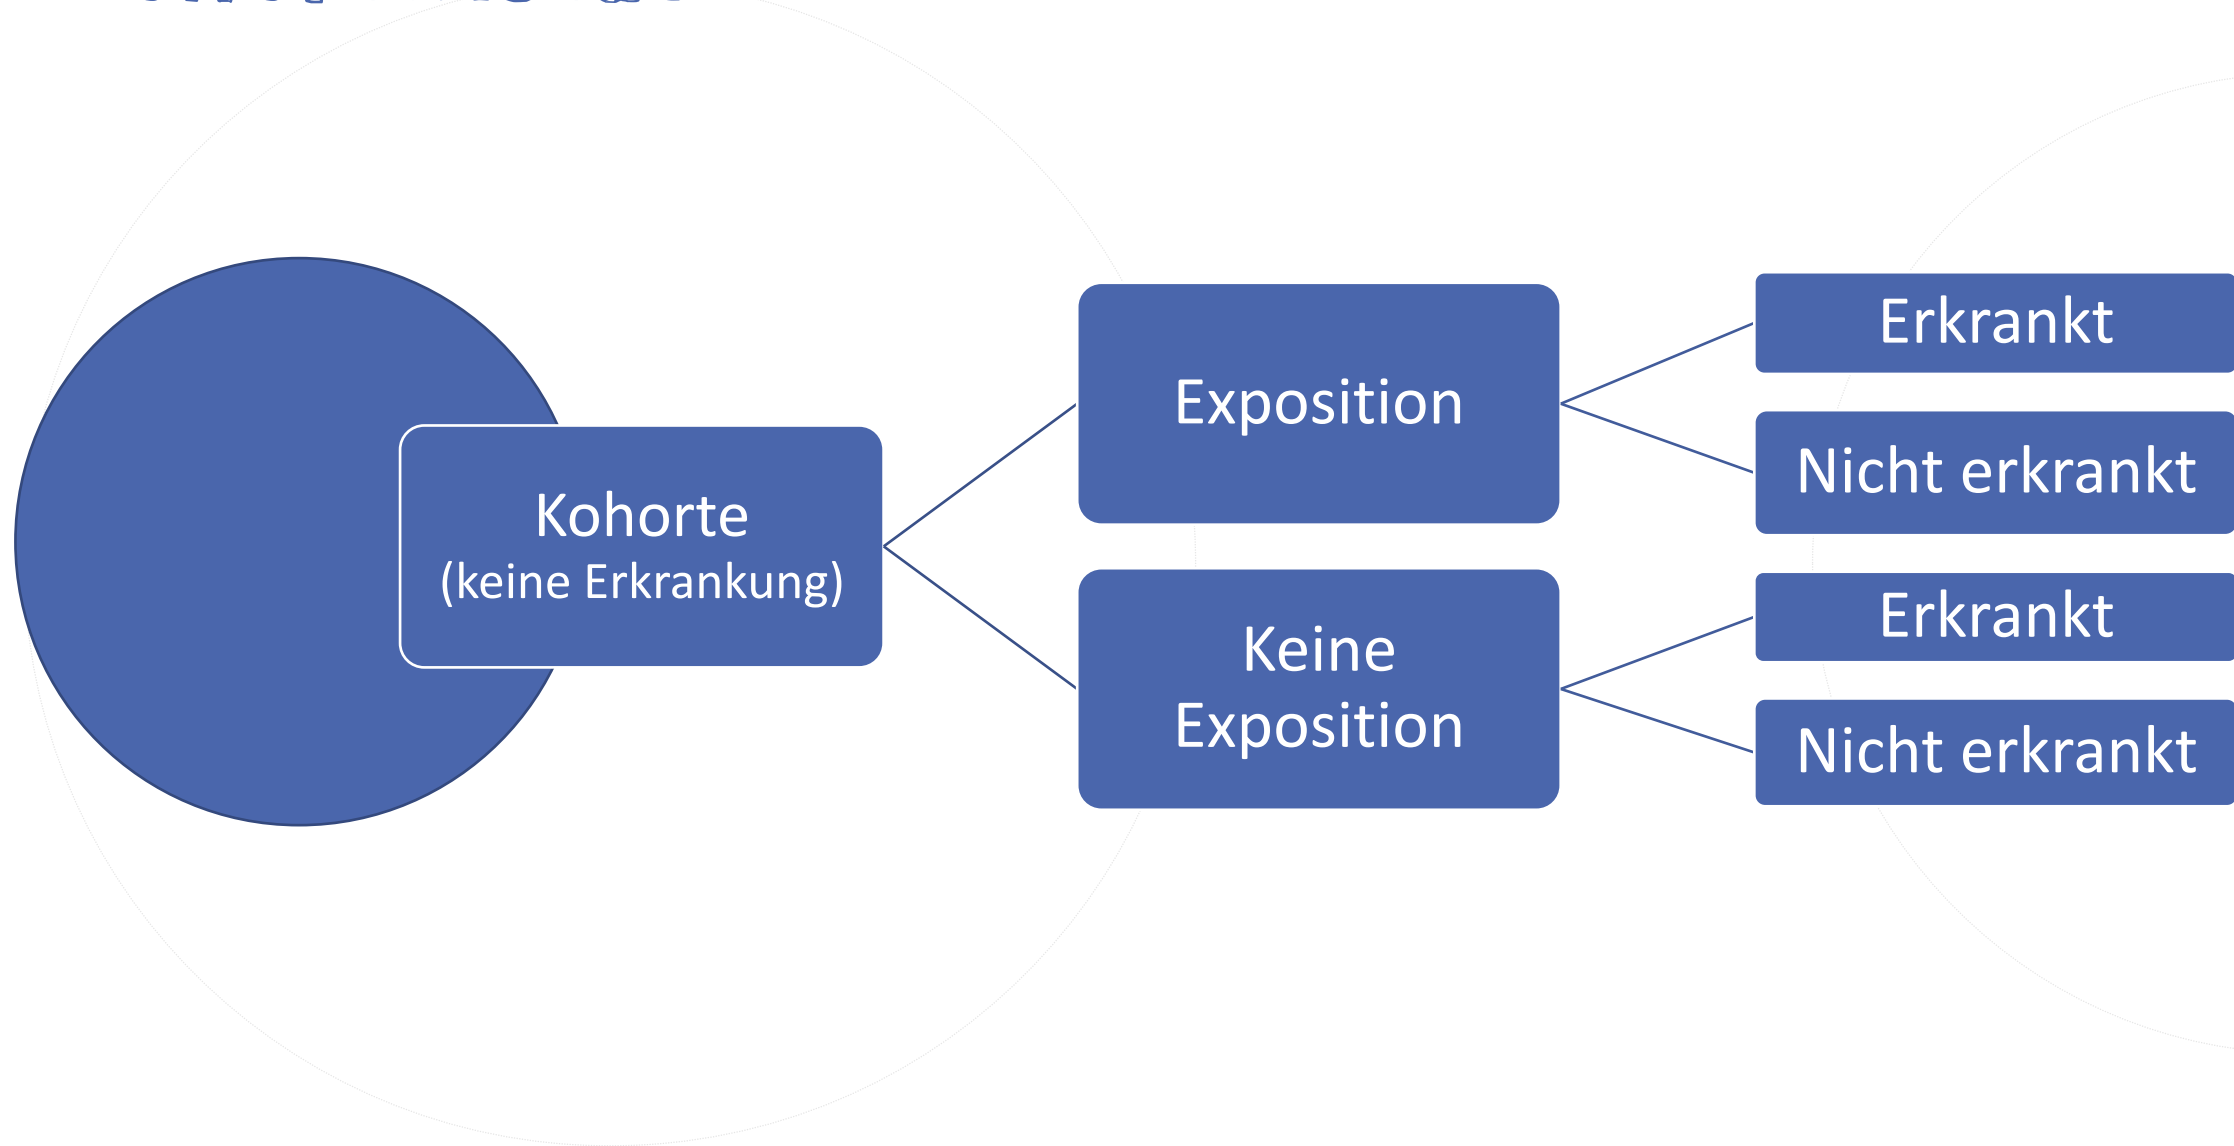 Kohorte
(keine Erkrankung)
Exposition
Keine
Exposition
Erkrankt
Nicht erkrankt
Erkrankt
Nicht erkrankt